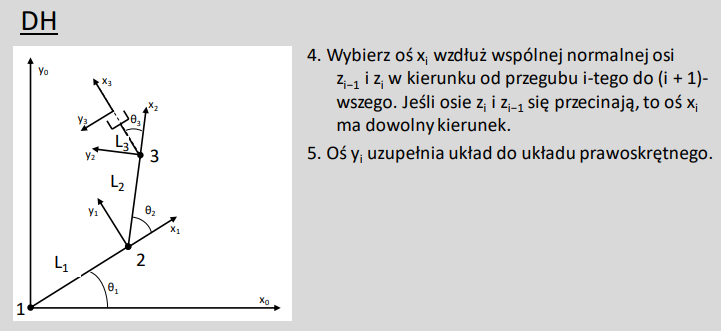 DH
4. Wybierz oś xi wzdłuż wspólnej normalnej osi
zi−1 i zi w kierunku od przegubu i-tego do (i + 1)-
wszego. Jeśli osie zi i zi−1 się przecinają, to oś xi
ma dowolny kierunek.
5. Oś yi uzupełnia układ do układu prawoskrętnego.
y0
x3
x2
y3
θ3
L3
y2
3
L2
y1
θ2
x1
L1
2
θ1
x0
1